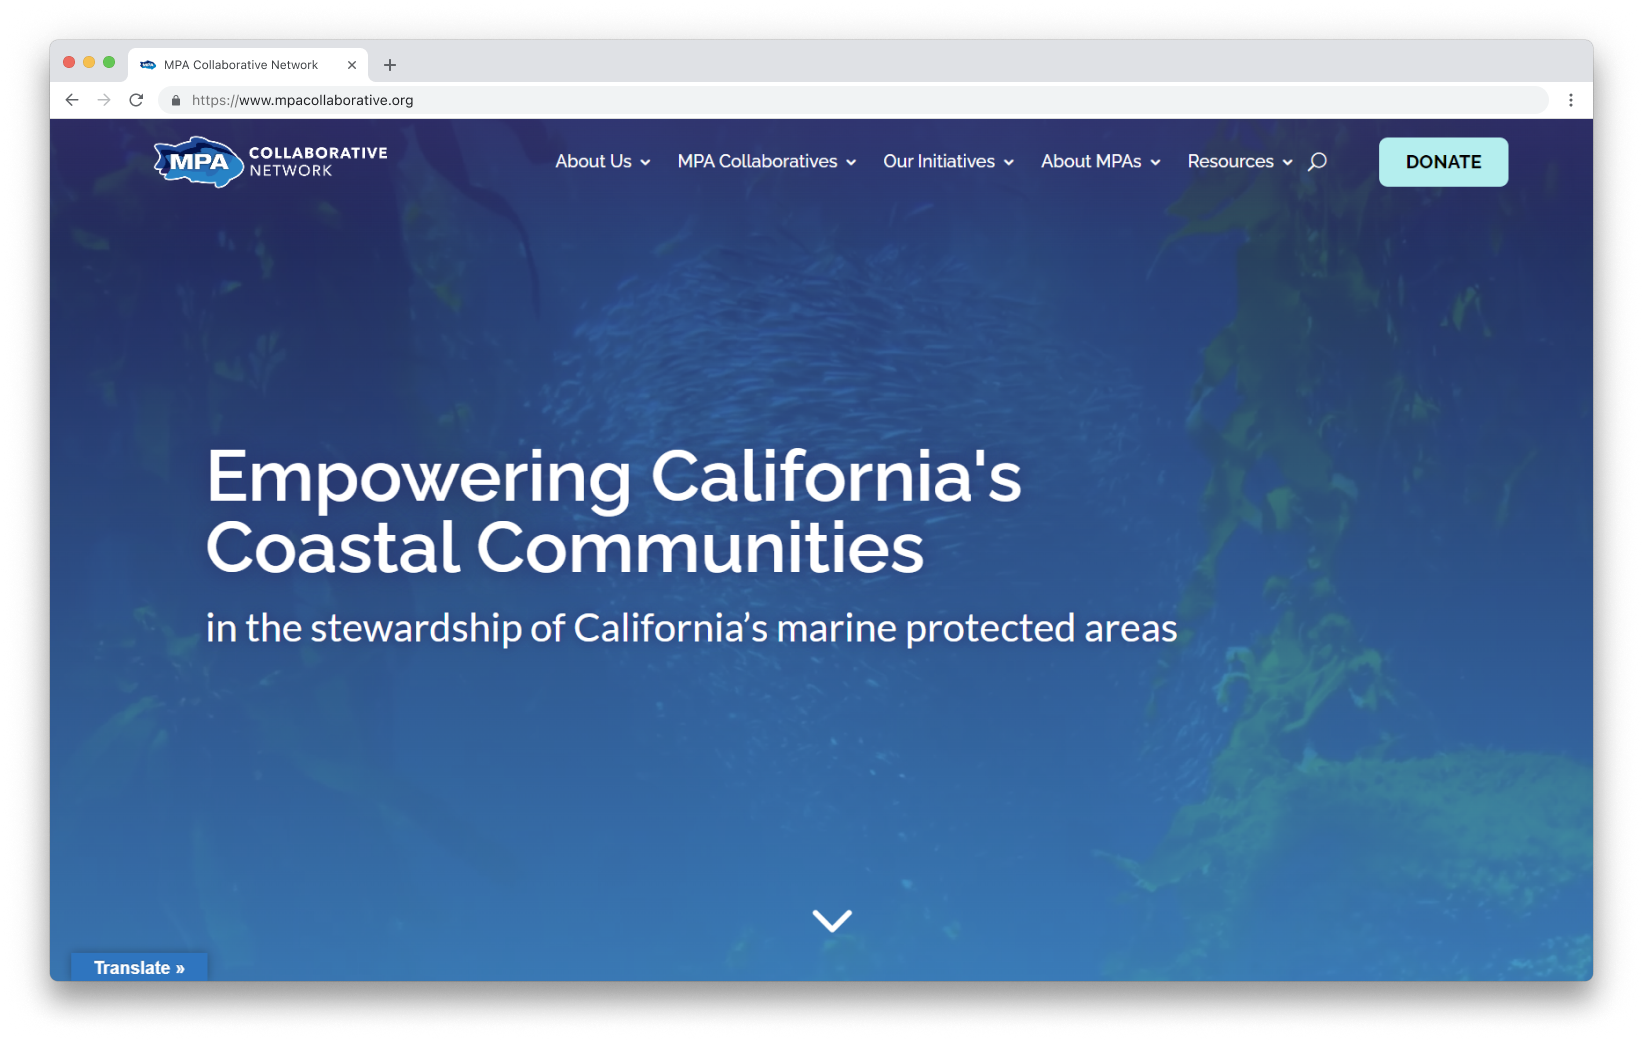 MPA Collaborative Network
https://www.mpacollaborative.org
MPA COLLABORATIVE NETWORK
About Us
MPA Collaboratives
Our Initiatives
About MPAs
Resources
DONATE
Empowering California's
Coastal Communities
in the stewardship of California’s marine protected areas
Translate »